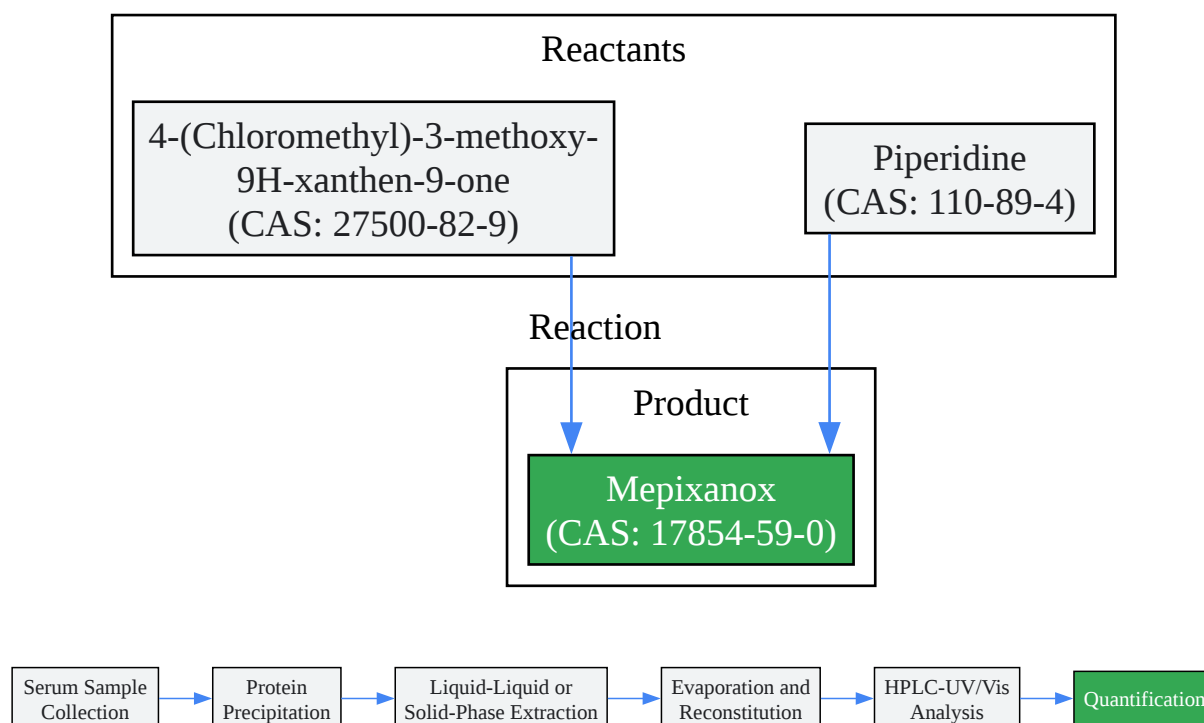 Reactants
4-(Chloromethyl)-3-methoxy-
9H-xanthen-9-one
(CAS: 27500-82-9)
Piperidine
(CAS: 110-89-4)
Reaction
Product
Mepixanox
(CAS: 17854-59-0)
Serum Sample
Collection
Protein
Precipitation
Liquid-Liquid or
Solid-Phase Extraction
Evaporation and
Reconstitution
HPLC-UV/Vis
Analysis
Quantification